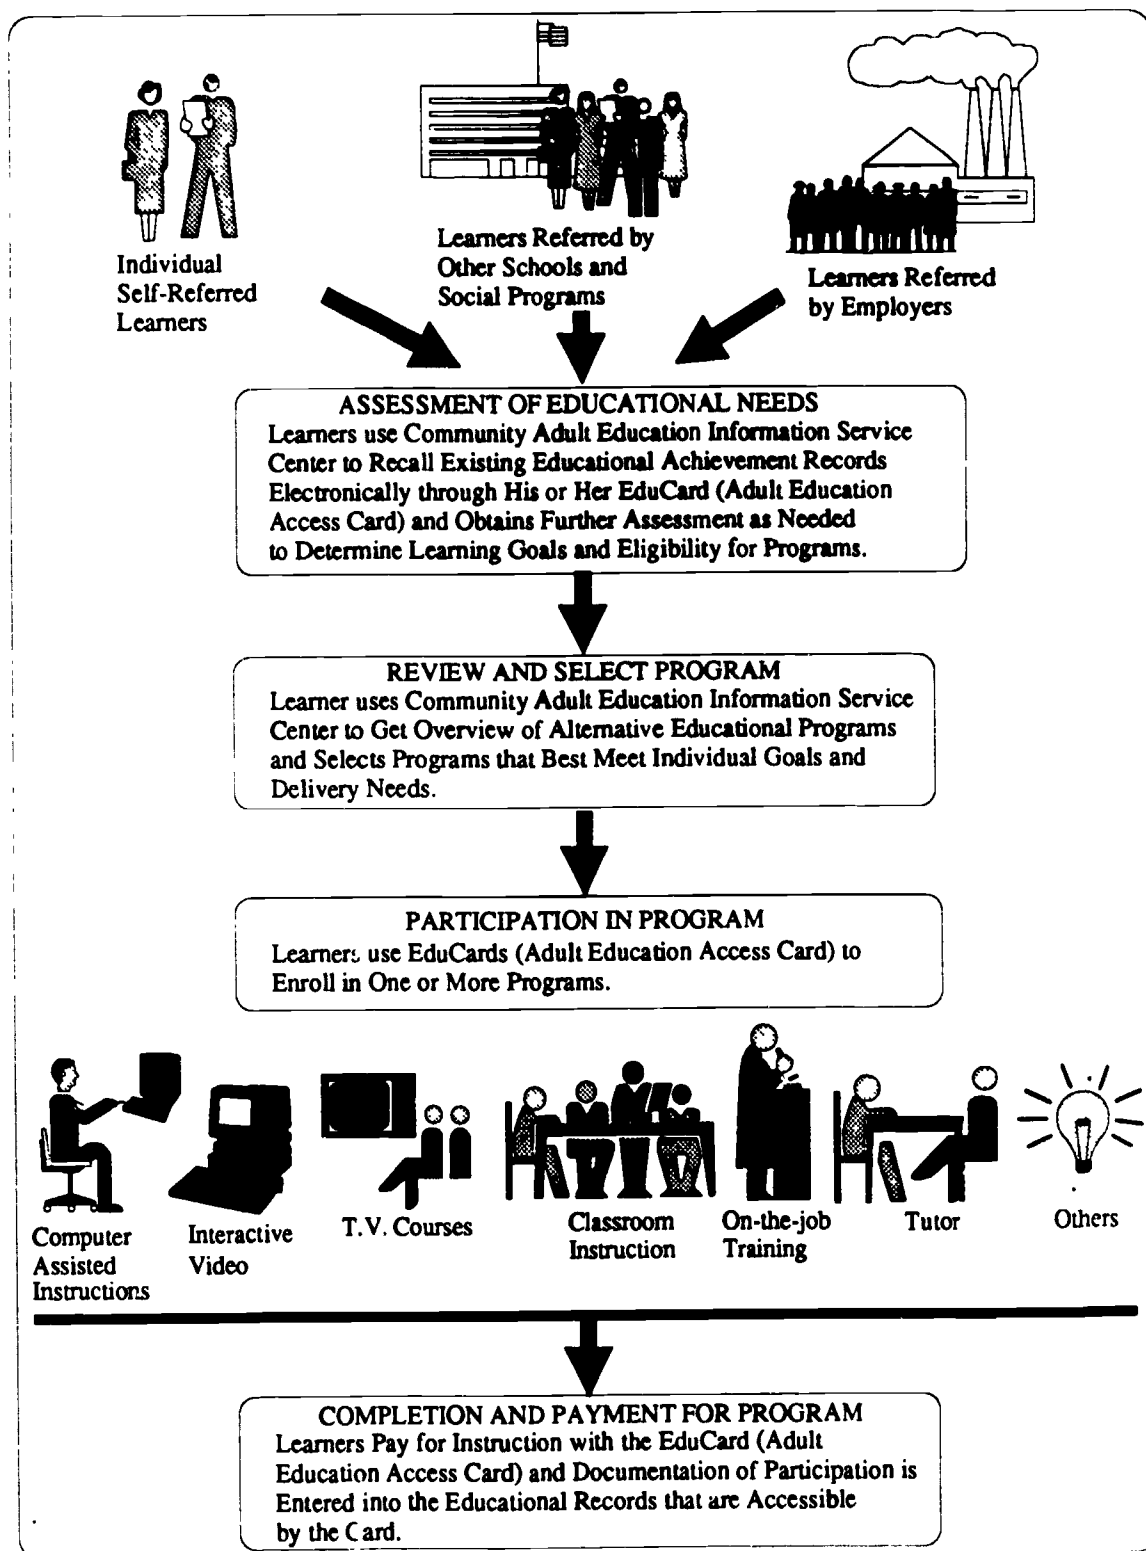 Individual
Self-Referred
Learners
Learners Referred by
Other Schools and
Social Programs
Learners Referred
by Employers
ASSESSMENT OF EDUCATIONAL NEEDS
Learners use Community Adult Education Information Service
Center to Recall Existing Educational Achievement Records
Electronically through His or Her EduCard (Adult Education
Access Card) and Obtains Further Assessment as Needed
to Determine Learning Goals and Eligibility for Programs.
REVIEW AND SELECT PROGRAM
Learner uses Community Adult Education Information Service
Center to Get Overview of Alternative Educational Programs
and Selects Programs that Best Meet Individual Goals and
Delivery Needs.
PARTICIPATION IN PROGRAM
Learners use EduCards (Adult Education Access Card) to
Enroll in One or More Programs.
Computer
Assisted
Instructions
Interactive
Video
T.V. Courses
Classroom
Instruction
On-the-job
Training
Tutor
Others
COMPLETION AND PAYMENT FOR PROGRAM
Learners Pay for Instruction with the EduCard (Adult
Education Access Card) and Documentation of Participation is
Entered into the Educational Records that are Accessible
by the Card.